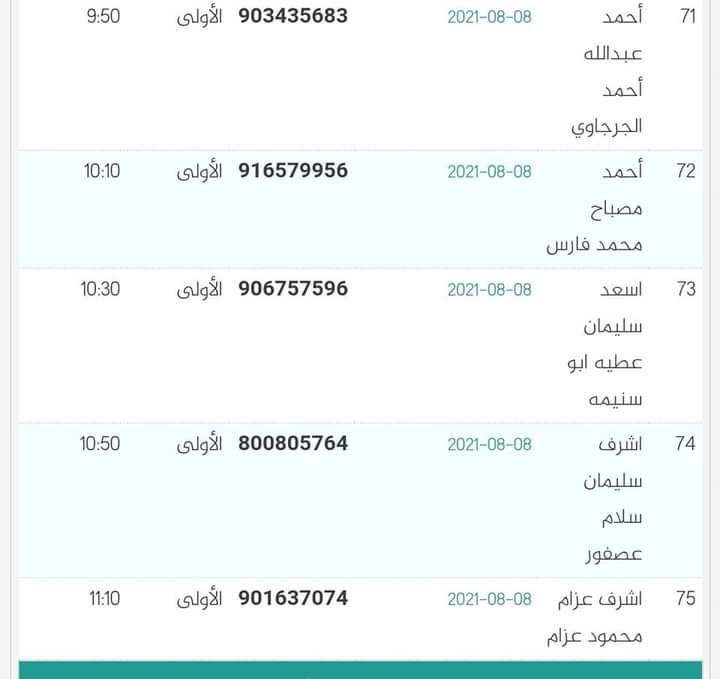 71 أحمد 2021-08-08 903435683 الأولى 9:50
عبدالله
أحمد
الجرجاوي
72 أحمد 2021-08-08 916579956 الأولى 10:10
مصباح
محمد فارس
73 اسعد 2021-08-08 906757596 الأولى 10:30
سليمان
عطيه ابو
سنيمه
74 اشرف 2021-08-08 800805764 الأولى 10:50
سليمان
سلام
عصفور
75 اشرف عزام 2021-08-08 901637074 الأولى 11:10
محمود عزام